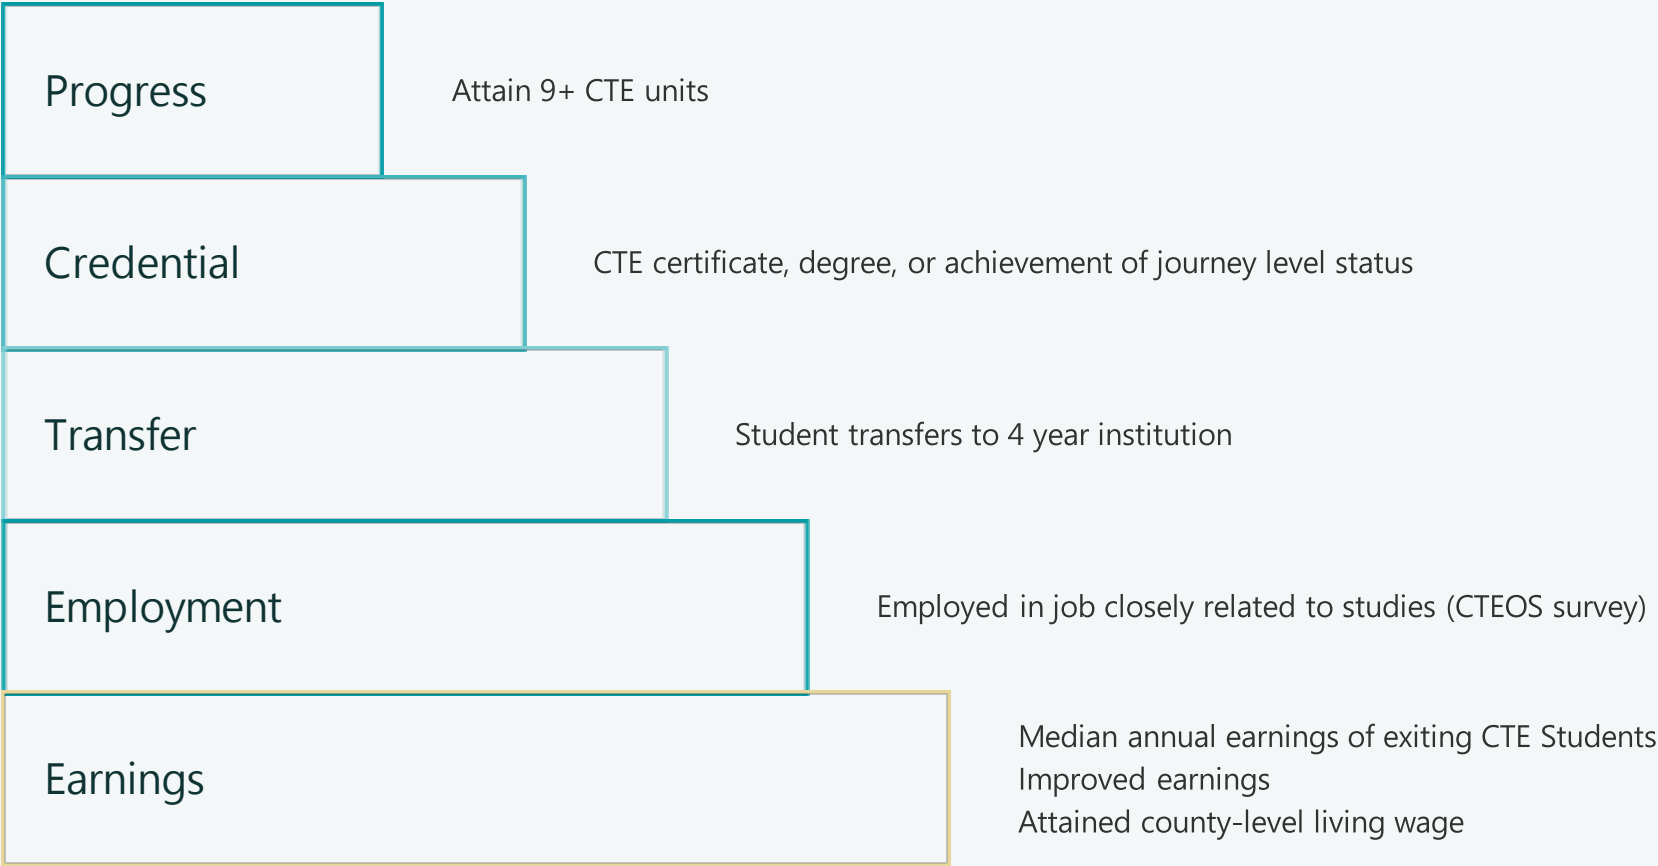 Progress
Attain 9+ CTE units
Credential
CTE certificate, degree, or achievement of journey level status
Transfer
Student transfers to 4 year institution
Employment
Employed in job closely related to studies (CTEOS survey)
Earnings
Median annual earnings of exiting CTE Students
Improved earnings
Attained county-level living wage